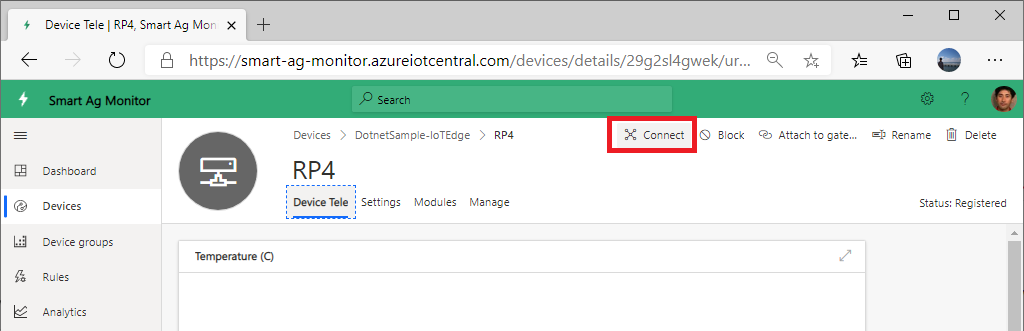 Device Tele | RP4, Smart Ag Mon
https://smart-ag-monitor.azureiotcentral.com/devices/details/29g2sl4gwek/ur...
Smart Ag Monitor
Search
?
Devices > DotnetSample-IoTEdge > RP4
Connect
Block
Attach to gate...
Rename
Delete
Dashboard
RP4
Devices
Device Tele
Settings
Modules
Manage
Status: Registered
Device groups
Temperature (C)
Rules
Analytics